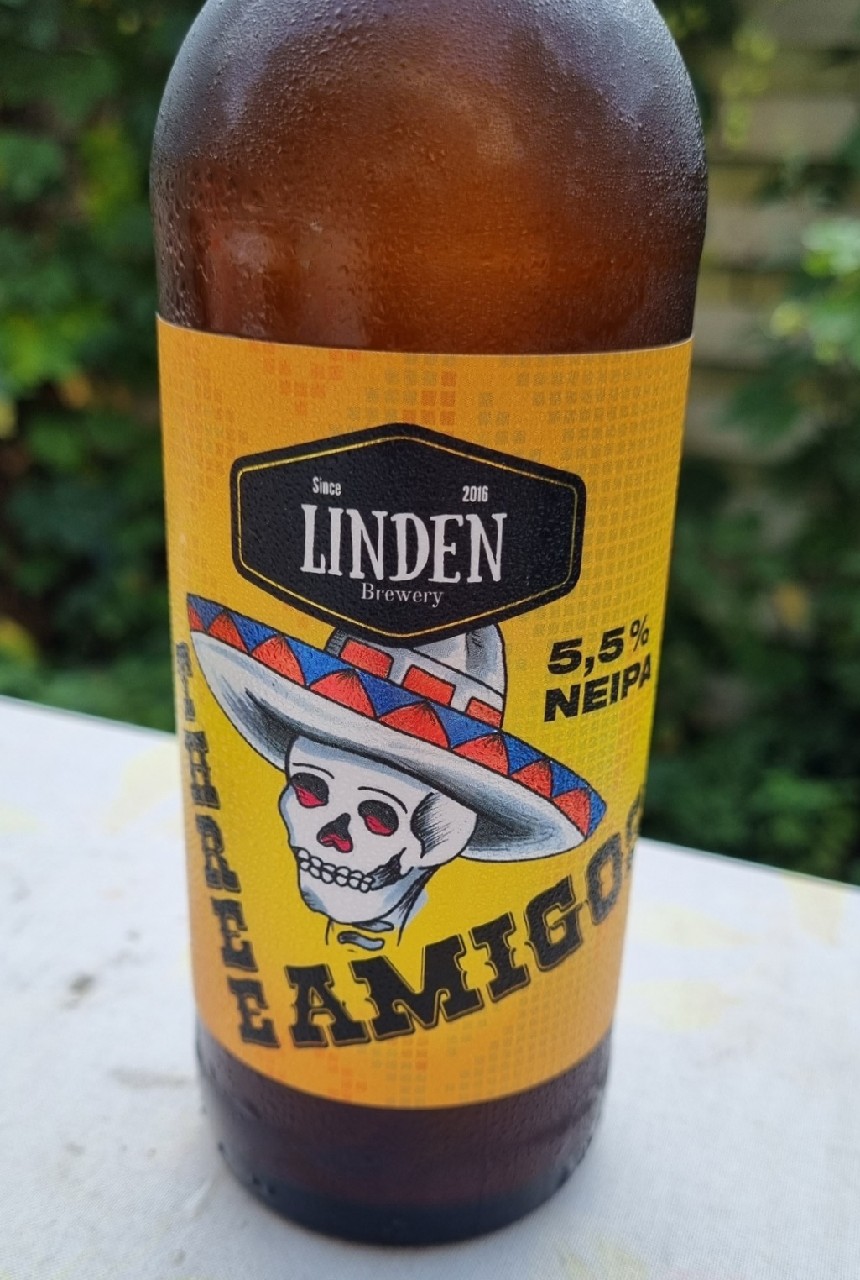 Since 2016
LINDEN
Brewery
5,5%
NEIPA
THREE
AMIGOS